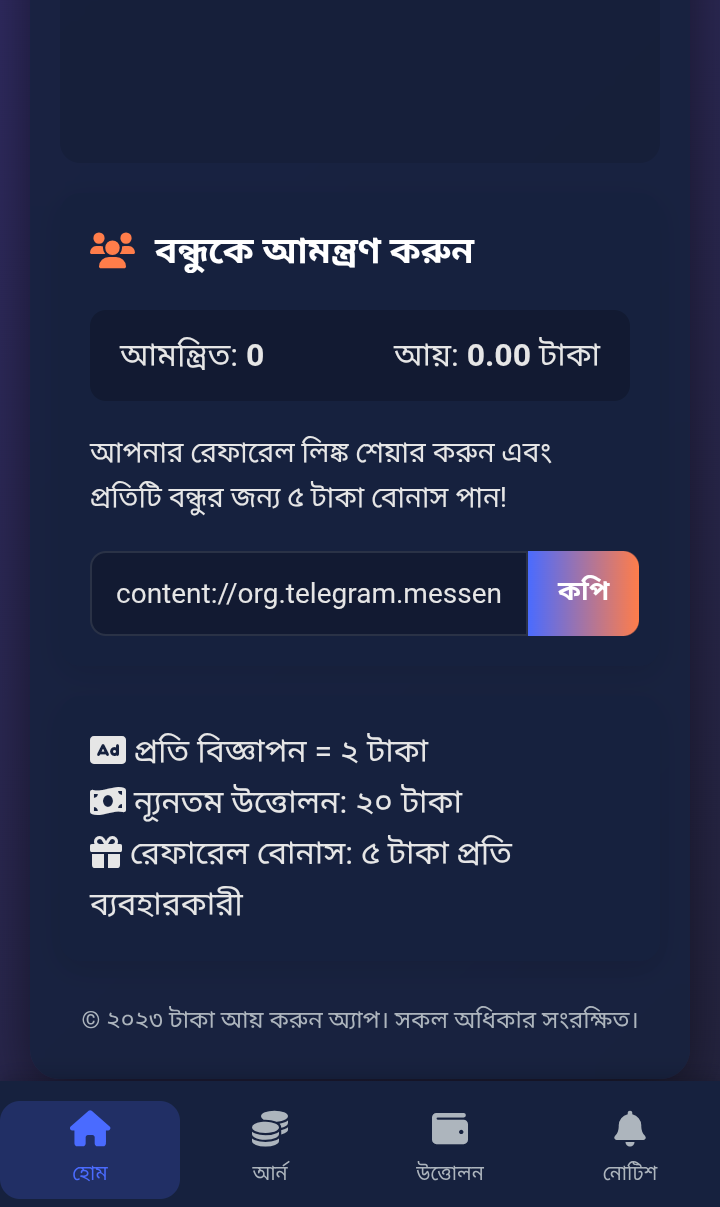 বন্ধুকে আমন্ত্রণ করুন
আমন্ত্রিত: 0 আয়: 0.00 টাকা
আপনার রেফারেল লিঙ্ক শেয়ার করুন এবং
প্রতিটি বন্ধুর জন্য ৫ টাকা বোনাস পান!
content://org.telegram.messen কপি
Ad প্রতি বিজ্ঞাপন = ২ টাকা
ন্যূনতম উত্তোলন: ২০ টাকা
রেফারেল বোনাস: ৫ টাকা প্রতি
ব্যবহারকারী
© ২০২৩ টাকা আয় করুন অ্যাপ। সকল অধিকার সংরক্ষিত।
হোম আর্ন উত্তোলন নোটিশ